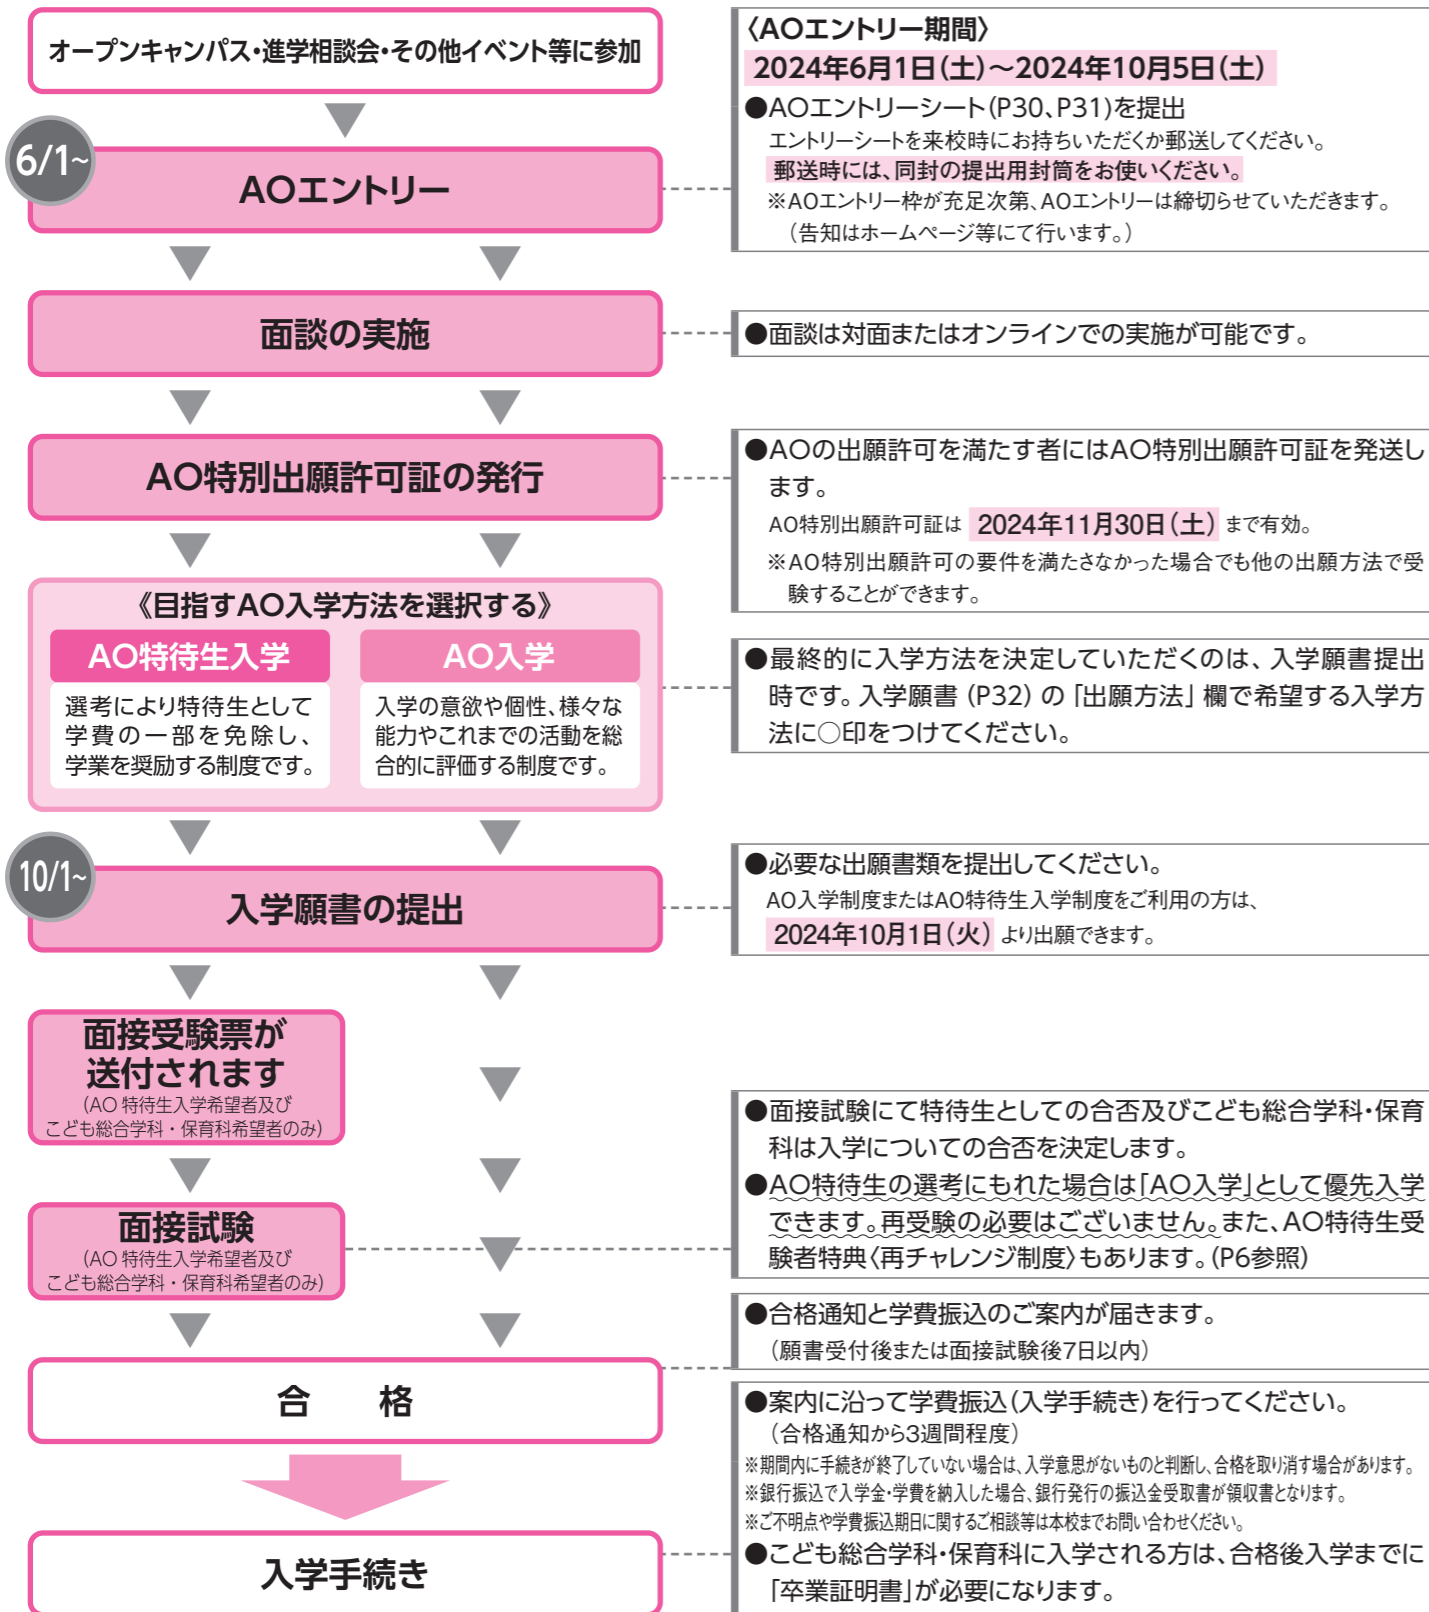 オープンキャンパス・進学相談会・その他イベント等に参加
〈AOエントリー期間〉
2024年6月1日(土)～2024年10月5日(土)
●AOエントリーシート(P30、P31)を提出
エントリーシートを来校時にお持ちいただくか郵送してください。
郵送時には、同封の提出用封筒をお使いください。
※AOエントリー枠が充足次第、AOエントリーは締切らせていただきます。
(告知はホームページ等にて行います。)
6/1~
AOエントリー
面談の実施
●面談は対面またはオンラインでの実施が可能です。
AO特別出願許可証の発行
●AOの出願許可を満たす者にはAO特別出願許可証を発送し
ます。
AO特別出願許可証は 2024年11月30日(土) まで有効。
※AO特別出願許可の要件を満たさなかった場合でも他の出願方法で受
験することができます。
《目指すAO入学方法を選択する》
AO特待生入学
選考により特待生として
学費の一部を免除し、
学業を奨励する制度です。
AO入学
入学の意欲や個性、様々な
能力やこれまでの活動を総
合的に評価する制度です。
●最終的に入学方法を決定していただくのは、入学願書提出
時です。入学願書(P32)の「出願方法」欄で希望する入学方
法に○印をつけてください。
10/1~
入学願書の提出
●必要な出願書類を提出してください。
AO入学制度またはAO特待生入学制度をご利用の方は、
2024年10月1日(火) より出願できます。
面接受験票が
送付されます
(AO特待生入学希望者及び
こども総合学科・保育科希望者のみ)
面接試験
(AO特待生入学希望者及び
こども総合学科・保育科希望者のみ)
●面接試験にて特待生としての合否及びこども総合学科・保育
科は入学についての合否を決定します。
●AO特待生の選考にもれた場合は「AO入学」として優先入学
できます。再受験の必要はございません。また、AO特待生受
験者特典〈再チャレンジ制度〉もあります。(P6参照)
合 格
●合格通知と学費振込のご案内が届きます。
(願書受付後または面接試験後7日以内)
入学手続き
●案内に沿って学費振込(入学手続き)を行ってください。
(合格通知から3週間程度)
※期間内に手続きが終了していない場合は、入学意思がないものと判断し、合格を取り消す場合があります。
※銀行振込で入学金・学費を納入した場合、銀行発行の振込金受取書が領収書となります。
※ご不明点や学費振込期日に関するご相談等は本校までお問い合わせください。
●こども総合学科・保育科に入学される方は、合格後入学までに
「卒業証明書」が必要になります。